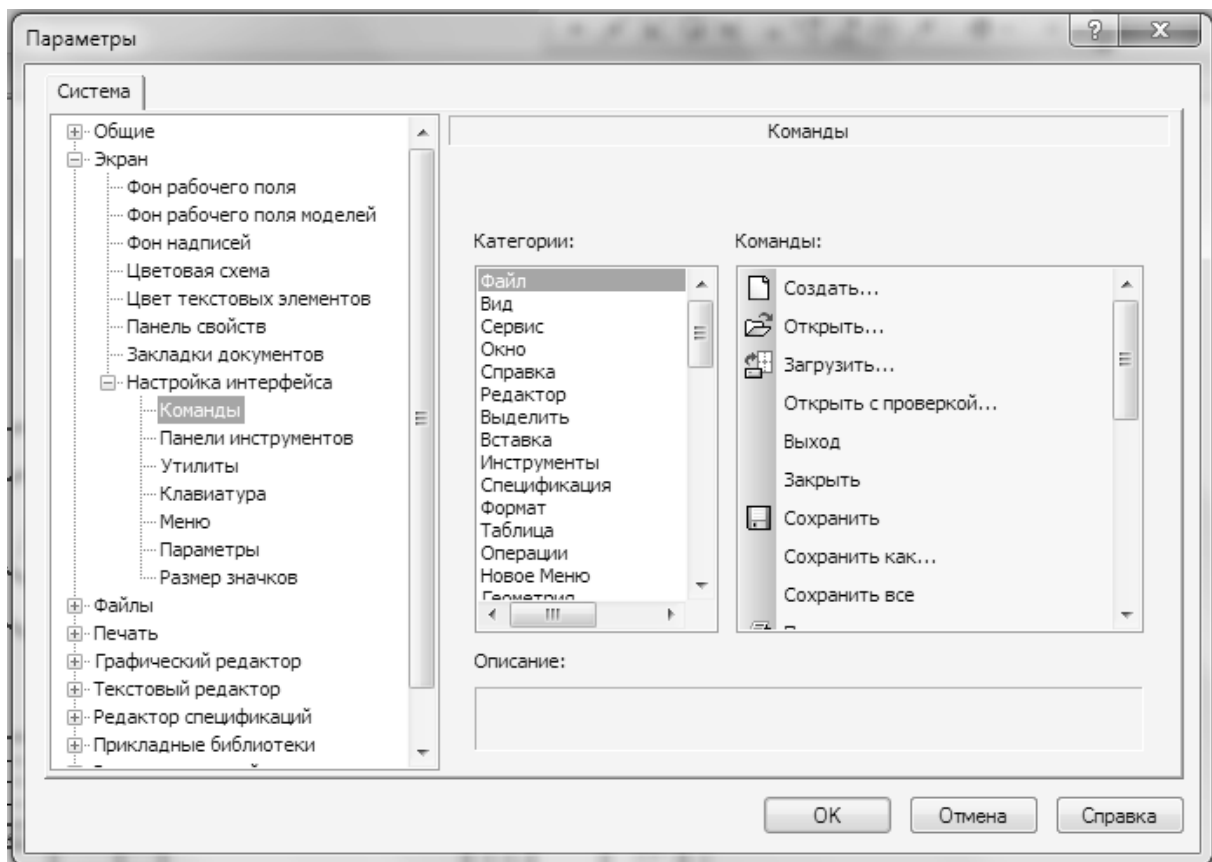 Параметры
Система
Общие
Экран
Фон рабочего поля
Фон рабочего поля моделей
Фон надписей
Цветовая схема
Цвет текстовых элементов
Панель свойств
Закладки документов
Настройка интерфейса
Команды
Панели инструментов
Утилиты
Клавиатура
Меню
Параметры
Размер значков
Файлы
Печать
Графический редактор
Текстовый редактор
Редактор спецификаций
Прикладные библиотеки
Команды
Категории:
Файл
Вид
Сервис
Окно
Справка
Редактор
Выделить
Вставка
Инструменты
Спецификация
Формат
Таблица
Операции
Новое Меню
Геометрия
Команды:
Создать...
Открыть...
Загрузить...
Открыть с проверкой...
Выход
Закрыть
Сохранить
Сохранить как...
Сохранить все
Описание:
OK
Отмена
Справка